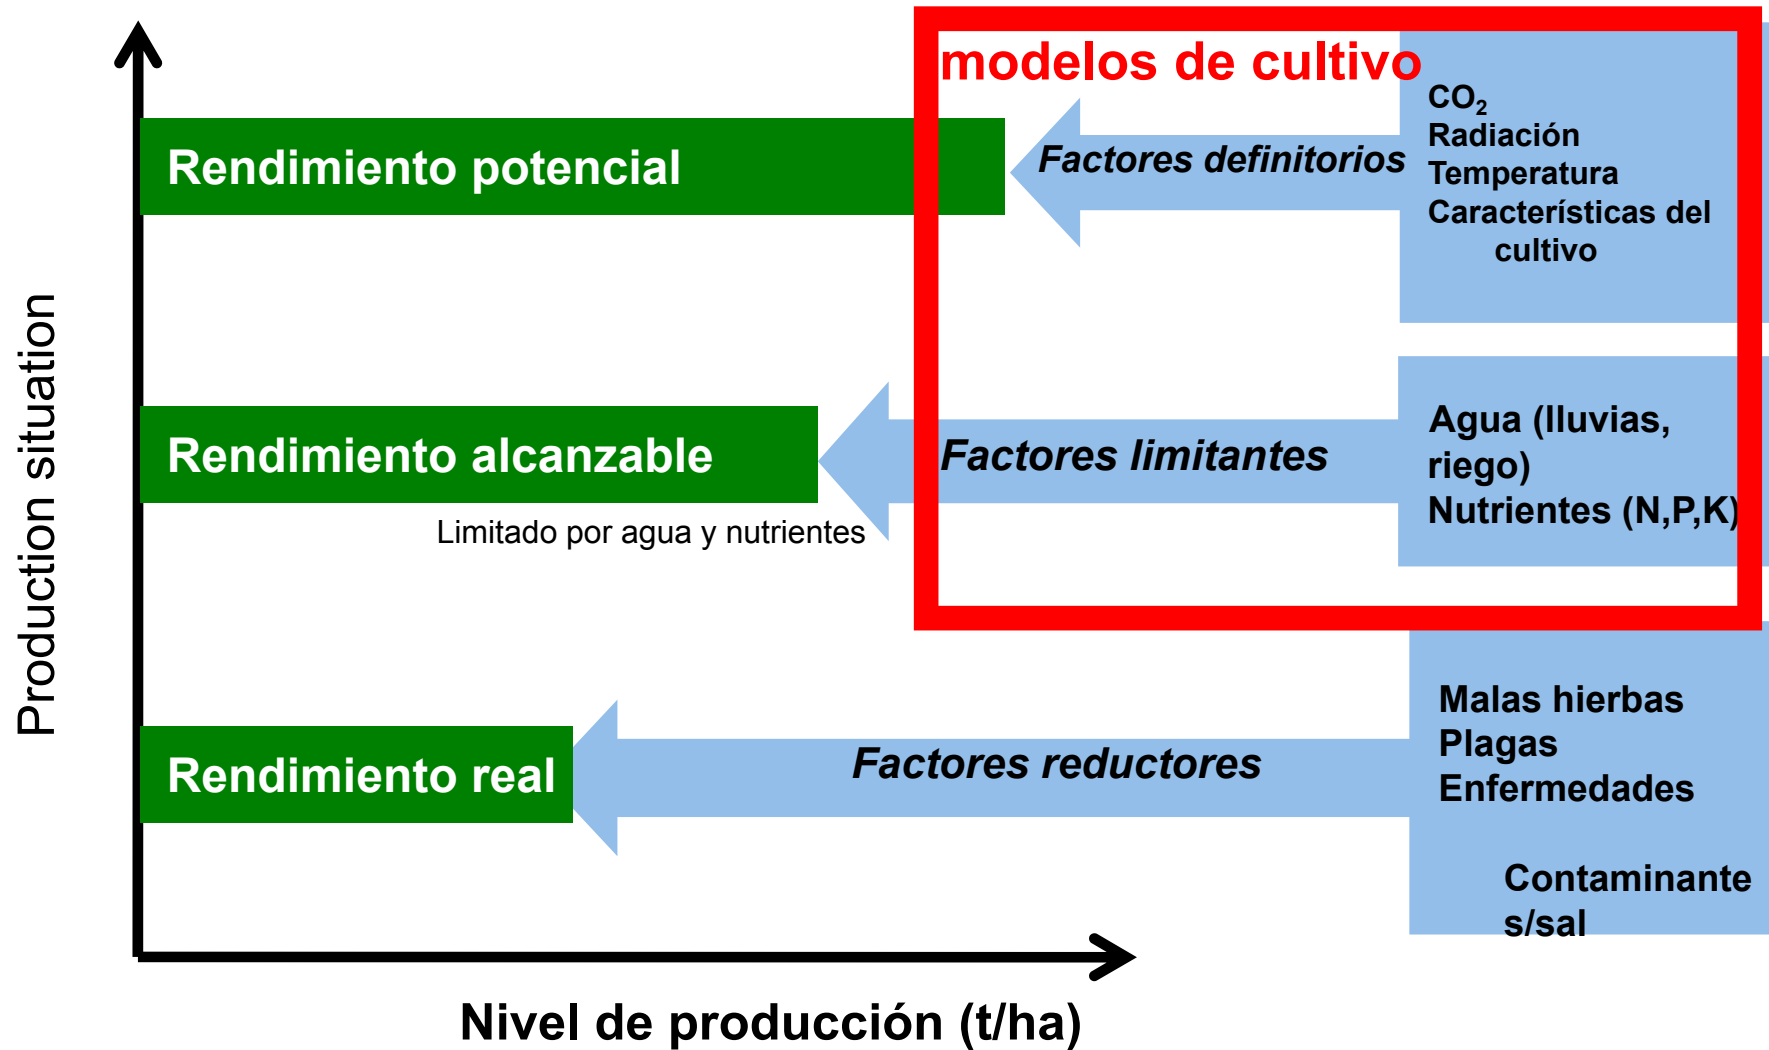 modelos de cultivo
Rendimiento potencial
Factores definitorios
CO₂
Radiación
Temperatura
Características del
cultivo
Production situation
Rendimiento alcanzable
Limitado por agua y nutrientes
Factores limitantes
Agua (lluvias,
riego)
Nutrientes (N,P,K)
Rendimiento real
Factores reductores
Malas hierbas
Plagas
Enfermedades
Contaminante
s/sal
Nivel de producción (t/ha)